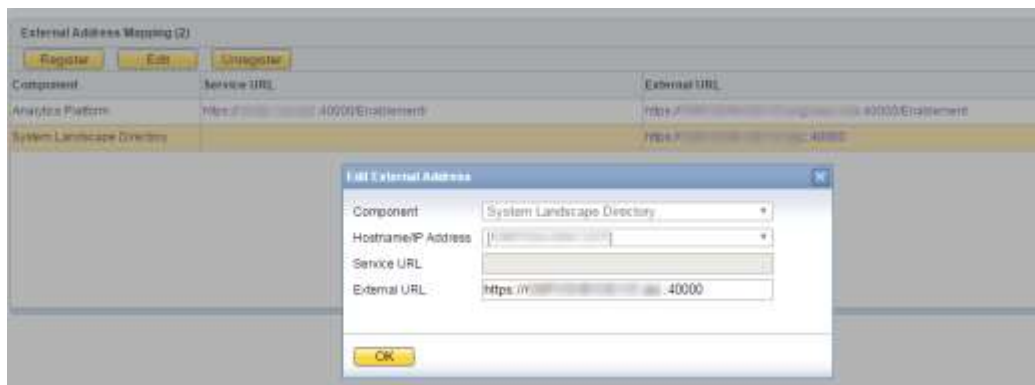 External Address Mapping (2)
Register Edit Unregister
Component Service URL External URL
Analytics Platform https:// :40000/Enablement/ https:// :40000/Enablement/
System Landscape Directory https:// :40000
Edit External Address
Component System Landscape Directory
Hostname/IP Address
Service URL
External URL https:// :40000
OK